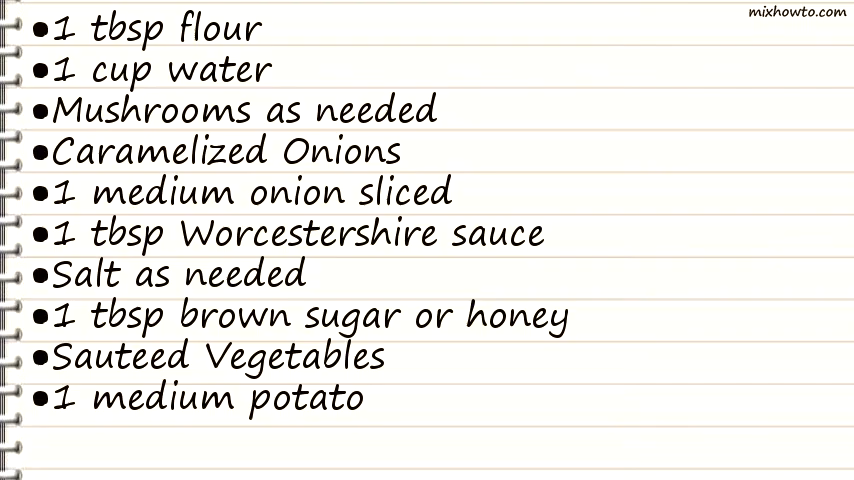 mixhowto.com
•1 tbsp flour
•1 cup water
•Mushrooms as needed
•Caramelized Onions
•1 medium onion sliced
•1 tbsp Worcestershire sauce
•Salt as needed
•1 tbsp brown sugar or honey
•Sauteed Vegetables
•1 medium potato